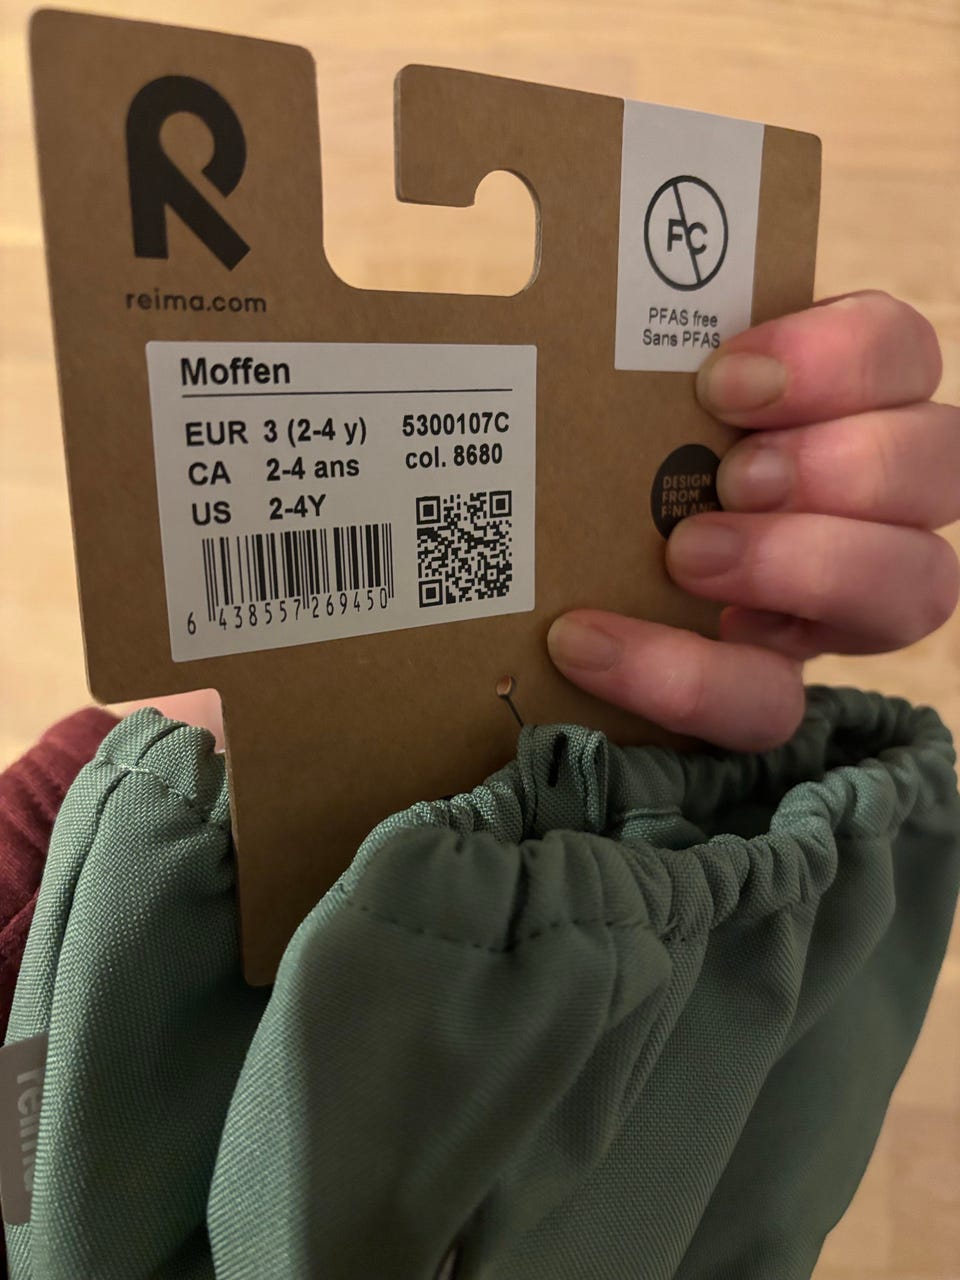 R
reima.com
FC
PFAS free
Sans PFAS
Moffen
EUR 3 (2-4 y) 5300107C
CA 2-4 ans col. 8680
US 2-4Y
6 438557 269450
DESIGN
FROM
FINLAND
reima